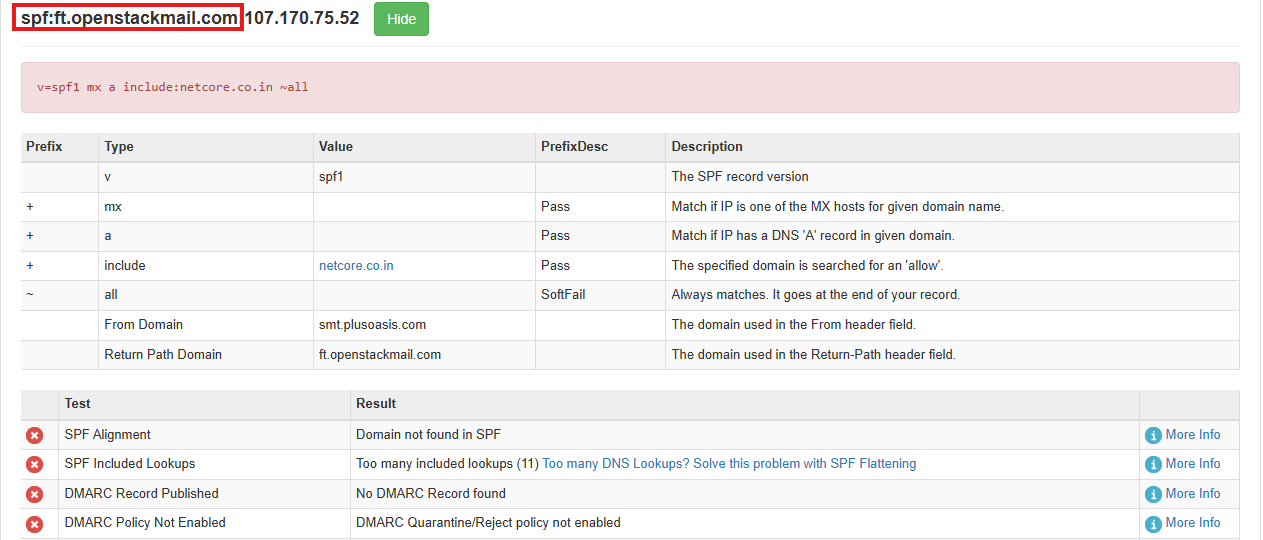 spf:ft.openstackmail.com:107.170.75.52 Hide
v=spf1 mx a include:netcore.co.in ~all
Prefix Type Value PrefixDesc Description
v spf1 The SPF record version
+ mx Pass Match if IP is one of the MX hosts for given domain name.
+ a Pass Match if IP has a DNS 'A' record in given domain.
+ include netcore.co.in Pass The specified domain is searched for an 'allow'.
~ all SoftFail Always matches. It goes at the end of your record.
From Domain smt.plusoasis.com The domain used in the From header field.
Return Path Domain ft.openstackmail.com The domain used in the Return-Path header field.
Test Result
SPF Alignment Domain not found in SPF More Info
SPF Included Lookups Too many included lookups (11) Too many DNS Lookups? Solve this problem with SPF Flattening More Info
DMARC Record Published No DMARC Record found More Info
DMARC Policy Not Enabled DMARC Quarantine/Reject policy not enabled More Info